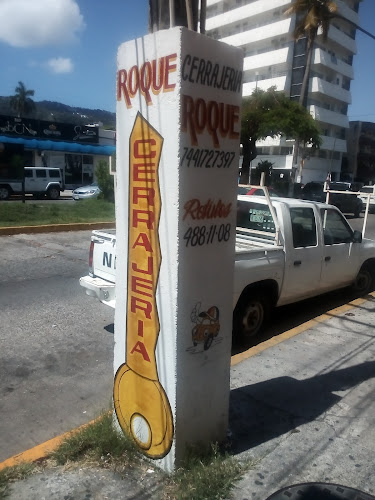 ROQUE
CERRAJERIA
CERRAJERIA
ROQUE
7441727397
Rotulos
488-11-08
N